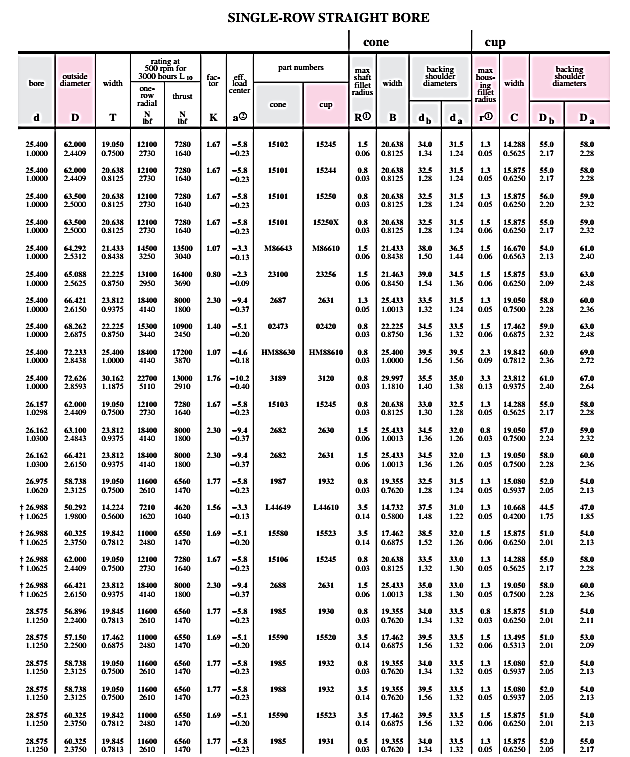 SINGLE-ROW STRAIGHT BORE
cone cup
bore outside diameter width rating at 500 rpm for 3000 hours L10 one-row radial thrust factor eff. load center part numbers cone cup max shaft fillet radius width backing shoulder diameters max housing fillet radius width backing shoulder diameters
d D T N lbf N lbf K a② R① B db da r① C Db Da
25.400 62.000 19.050 12100 7280 1.67 –5.8 15102 15245 1.5 20.638 34.0 31.5 1.3 14.288 55.0 58.0
1.0000 2.4409 0.7500 2730 1640 –0.23 0.06 0.8125 1.34 1.24 0.05 0.5625 2.17 2.28
25.400 62.000 20.638 12100 7280 1.67 –5.8 15101 15244 0.8 20.638 32.5 31.5 1.3 15.875 55.0 58.0
1.0000 2.4409 0.8125 2730 1640 –0.23 0.03 0.8125 1.28 1.24 0.05 0.6250 2.17 2.28
25.400 63.500 20.638 12100 7280 1.67 –5.8 15101 15250 0.8 20.638 32.5 31.5 1.3 15.875 56.0 59.0
1.0000 2.5000 0.8125 2730 1640 –0.23 0.03 0.8125 1.28 1.24 0.05 0.6250 2.20 2.32
25.400 63.500 20.638 12100 7280 1.67 –5.8 15101 15250X 0.8 20.638 32.5 31.5 1.5 15.875 55.0 59.0
1.0000 2.5000 0.8125 2730 1640 –0.23 0.03 0.8125 1.28 1.24 0.06 0.6250 2.17 2.32
25.400 64.292 21.433 14500 13500 1.07 –3.3 M86643 M86610 1.5 21.433 38.0 36.5 1.5 16.670 54.0 61.0
1.0000 2.5312 0.8438 3250 3040 –0.13 0.06 0.8438 1.50 1.44 0.06 0.6563 2.13 2.40
25.400 65.088 22.225 13100 16400 0.80 –2.3 23100 23256 1.5 21.463 39.0 34.5 1.5 15.875 53.0 63.0
1.0000 2.5625 0.8750 2950 3690 –0.09 0.06 0.8450 1.54 1.36 0.06 0.6250 2.09 2.48
25.400 66.421 23.812 18400 8000 2.30 –9.4 2687 2631 1.3 25.433 33.5 31.5 1.3 19.050 58.0 60.0
1.0000 2.6150 0.9375 4140 1800 –0.37 0.05 1.0013 1.32 1.24 0.05 0.7500 2.28 2.36
25.400 68.262 22.225 15300 10900 1.40 –5.1 02473 02420 0.8 22.225 34.5 33.5 1.5 17.462 59.0 63.0
1.0000 2.6875 0.8750 3440 2450 –0.20 0.03 0.8750 1.36 1.32 0.06 0.6875 2.32 2.48
25.400 72.233 25.400 18400 17200 1.07 –4.6 HM88630 HM88610 0.8 25.400 39.5 39.5 2.3 19.842 60.0 69.0
1.0000 2.8438 1.0000 4140 3870 –0.18 0.03 1.0000 1.56 1.56 0.09 0.7812 2.36 2.72
25.400 72.626 30.162 22700 13000 1.76 –10.2 3189 3120 0.8 29.997 35.5 35.0 3.3 23.812 61.0 67.0
1.0000 2.8593 1.1875 5110 2910 –0.40 0.03 1.1810 1.40 1.38 0.13 0.9375 2.40 2.64
26.157 62.000 19.050 12100 7280 1.67 –5.8 15103 15245 0.8 20.638 33.0 32.5 1.3 14.288 55.0 58.0
1.0298 2.4409 0.7500 2730 1640 –0.23 0.03 0.8125 1.30 1.28 0.05 0.5625 2.17 2.28
26.162 63.100 23.812 18400 8000 2.30 –9.4 2682 2630 1.5 25.433 34.5 32.0 0.8 19.050 57.0 59.0
1.0300 2.4843 0.9375 4140 1800 –0.37 0.06 1.0013 1.36 1.26 0.03 0.7500 2.24 2.32
26.162 66.421 23.812 18400 8000 2.30 –9.4 2682 2631 1.5 25.433 34.5 32.0 1.3 19.050 58.0 60.0
1.0300 2.6150 0.9375 4140 1800 –0.37 0.06 1.0013 1.36 1.26 0.05 0.7500 2.28 2.36
26.975 58.738 19.050 11600 6560 1.77 –5.8 1987 1932 0.8 19.355 32.5 31.5 1.3 15.080 52.0 54.0
1.0620 2.3125 0.7500 2610 1470 –0.23 0.03 0.7620 1.28 1.24 0.05 0.5937 2.05 2.13
† 26.988 50.292 14.224 7210 4620 1.56 –3.3 L44649 L44610 3.5 14.732 37.5 31.0 1.3 10.668 44.5 47.0
† 1.0625 1.9800 0.5600 1620 1040 –0.13 0.14 0.5800 1.48 1.22 0.05 0.4200 1.75 1.85
† 26.988 60.325 19.842 11000 6550 1.69 –5.1 15580 15523 3.5 17.462 38.5 32.0 1.5 15.875 51.0 54.0
† 1.0625 2.3750 0.7812 2480 1470 –0.20 0.14 0.6875 1.52 1.26 0.06 0.6250 2.01 2.13
† 26.988 62.000 19.050 12100 7280 1.67 –5.8 15106 15245 0.8 20.638 33.5 33.0 1.3 14.288 55.0 58.0
† 1.0625 2.4409 0.7500 2730 1640 –0.23 0.03 0.8125 1.32 1.30 0.05 0.5625 2.17 2.28
† 26.988 66.421 23.812 18400 8000 2.30 –9.4 2688 2631 1.5 25.433 35.0 33.0 1.3 19.050 58.0 60.0
† 1.0625 2.6150 0.9375 4140 1800 –0.37 0.06 1.0013 1.38 1.30 0.05 0.7500 2.28 2.36
28.575 56.896 19.845 11600 6560 1.77 –5.8 1985 1930 0.8 19.355 34.0 33.5 0.8 15.875 51.0 54.0
1.1250 2.2400 0.7813 2610 1470 –0.23 0.03 0.7620 1.34 1.32 0.03 0.6250 2.01 2.11
28.575 57.150 17.462 11000 6550 1.69 –5.1 15590 15520 3.5 17.462 39.5 33.5 1.5 13.495 51.0 53.0
1.1250 2.2500 0.6875 2480 1470 –0.20 0.14 0.6875 1.56 1.32 0.06 0.5313 2.01 2.09
28.575 58.738 19.050 11600 6560 1.77 –5.8 1985 1932 0.8 19.355 34.0 33.5 1.3 15.080 52.0 54.0
1.1250 2.3125 0.7500 2610 1470 –0.23 0.03 0.7620 1.34 1.32 0.05 0.5937 2.05 2.13
28.575 58.738 19.050 11600 6560 1.77 –5.8 1988 1932 3.5 19.355 39.5 33.5 1.3 15.080 52.0 54.0
1.1250 2.3125 0.7500 2610 1470 –0.23 0.14 0.7620 1.56 1.32 0.05 0.5937 2.05 2.13
28.575 60.325 19.842 11000 6550 1.69 –5.1 15590 15523 3.5 17.462 39.5 33.5 1.5 15.875 51.0 54.0
1.1250 2.3750 0.7812 2480 1470 –0.20 0.14 0.6875 1.56 1.32 0.06 0.6250 2.01 2.13
28.575 60.325 19.845 11600 6560 1.77 –5.8 1985 1931 0.5 19.355 34.0 33.5 1.3 15.875 52.0 55.0
1.1250 2.3750 0.7813 2610 1470 –0.23 0.03 0.7620 1.34 1.32 0.05 0.6250 2.05 2.17